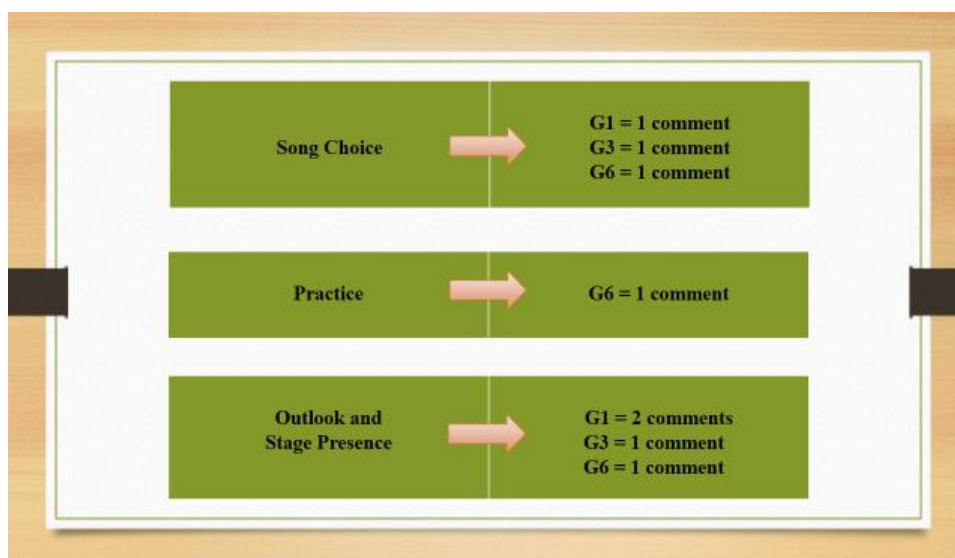 Song Choice
G1 = 1 comment
G3 = 1 comment
G6 = 1 comment
Practice
G6 = 1 comment
Outlook and
Stage Presence
G1 = 2 comments
G3 = 1 comment
G6 = 1 comment